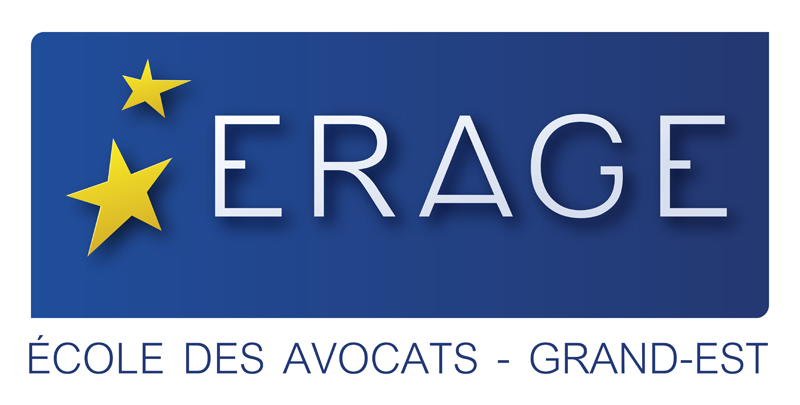 ERAGE
ÉCOLE DES AVOCATS - GRAND-EST